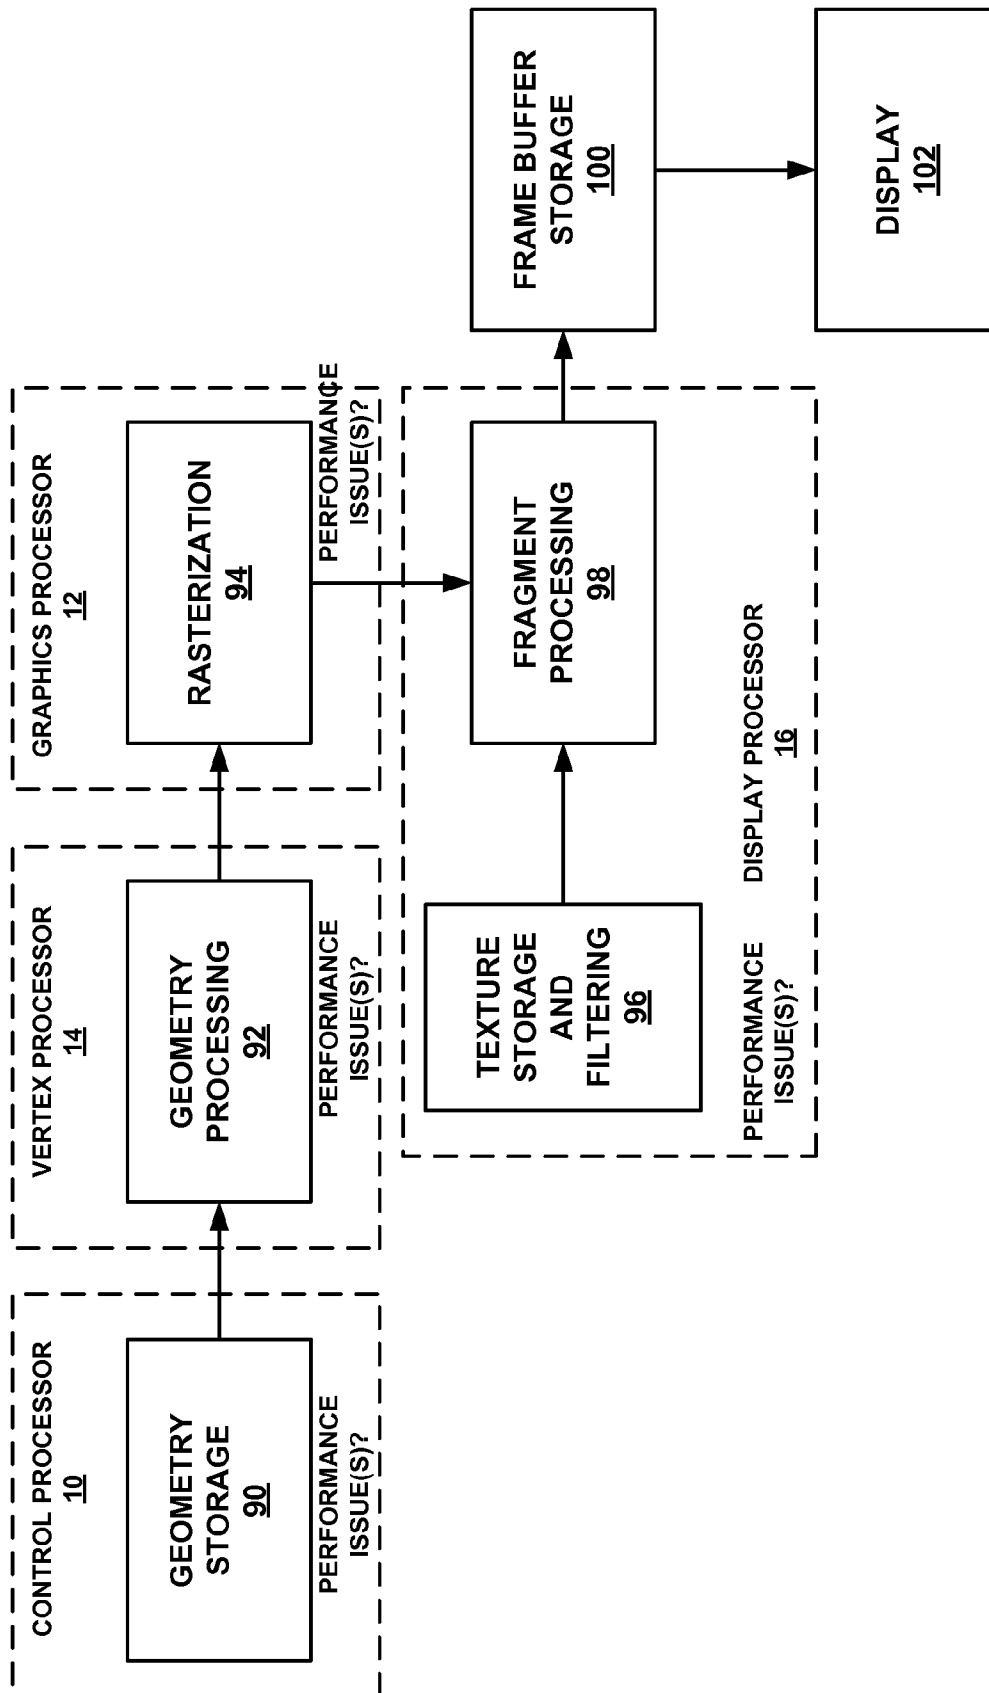 CONTROL PROCESSOR
10
GEOMETRY
STORAGE
90
PERFORMANCE
ISSUE(S)?
VERTEX PROCESSOR
14
GEOMETRY
PROCESSING
92
PERFORMANCE
ISSUE(S)?
GRAPHICS PROCESSOR
12
RASTERIZATION
94
PERFORMANCE
ISSUE(S)?
TEXTURE
STORAGE
AND
FILTERING
96
FRAGMENT
PROCESSING
98
PERFORMANCE
ISSUE(S)?
DISPLAY PROCESSOR
16
FRAME BUFFER
STORAGE
100
DISPLAY
102